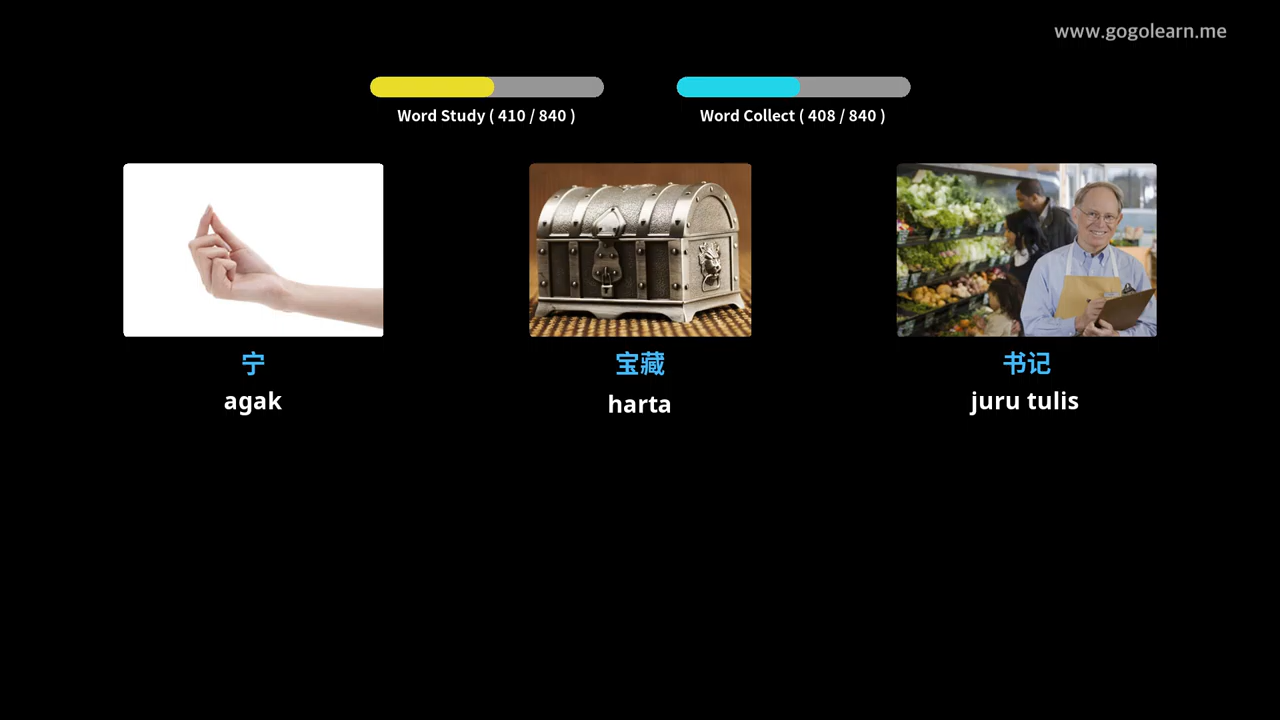 www.gogolearn.me
Word Study ( 410 / 840 )
Word Collect ( 408 / 840 )
宁
agak
宝藏
harta
书记
juru tulis